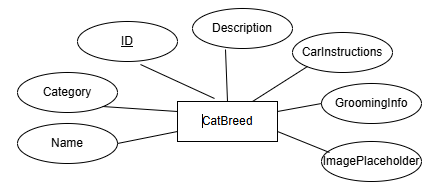 Description
ID
CarInstructions
Category
GroomingInfo
CatBreed
Name
ImagePlaceholder